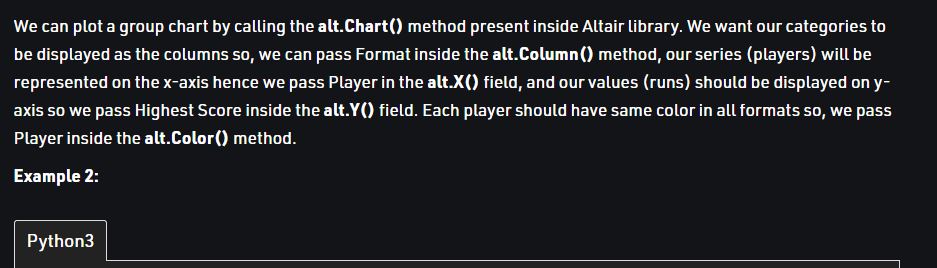 We can plot a group chart by calling the alt.Chart() method present inside Altair library. We want our categories to
be displayed as the columns so, we can pass Format inside the alt.Column() method, our series (players) will be
represented on the x-axis hence we pass Player in the alt.X() field, and our values (runs) should be displayed on y-
axis so we pass Highest Score inside the alt.Y() field. Each player should have same color in all formats so, we pass
Player inside the alt.Color() method.
Example 2:
Python3